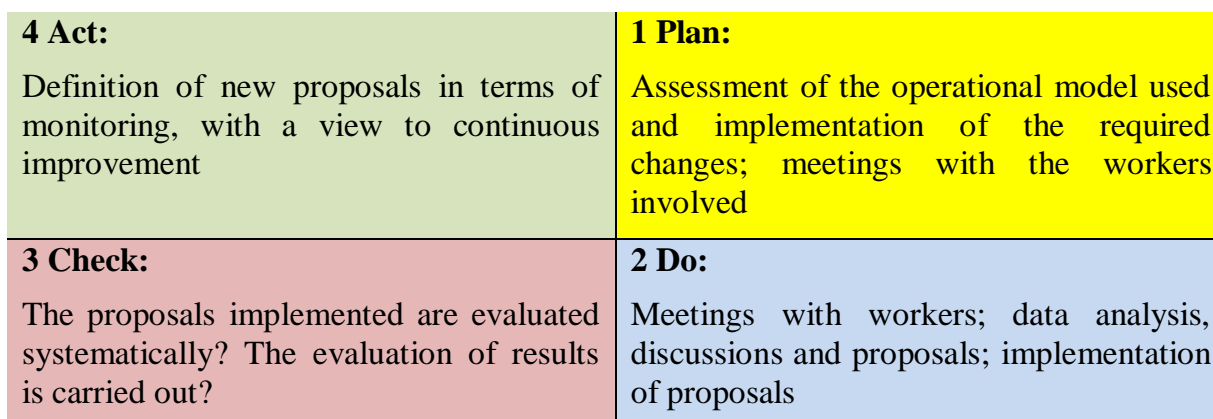 4 Act:
Definition of new proposals in terms of
monitoring, with a view to continuous
improvement
1 Plan:
Assessment of the operational model used
and implementation of the required
changes; meetings with the workers
involved
3 Check:
The proposals implemented are evaluated
systematically? The evaluation of results
is carried out?
2 Do:
Meetings with workers; data analysis,
discussions and proposals; implementation
of proposals